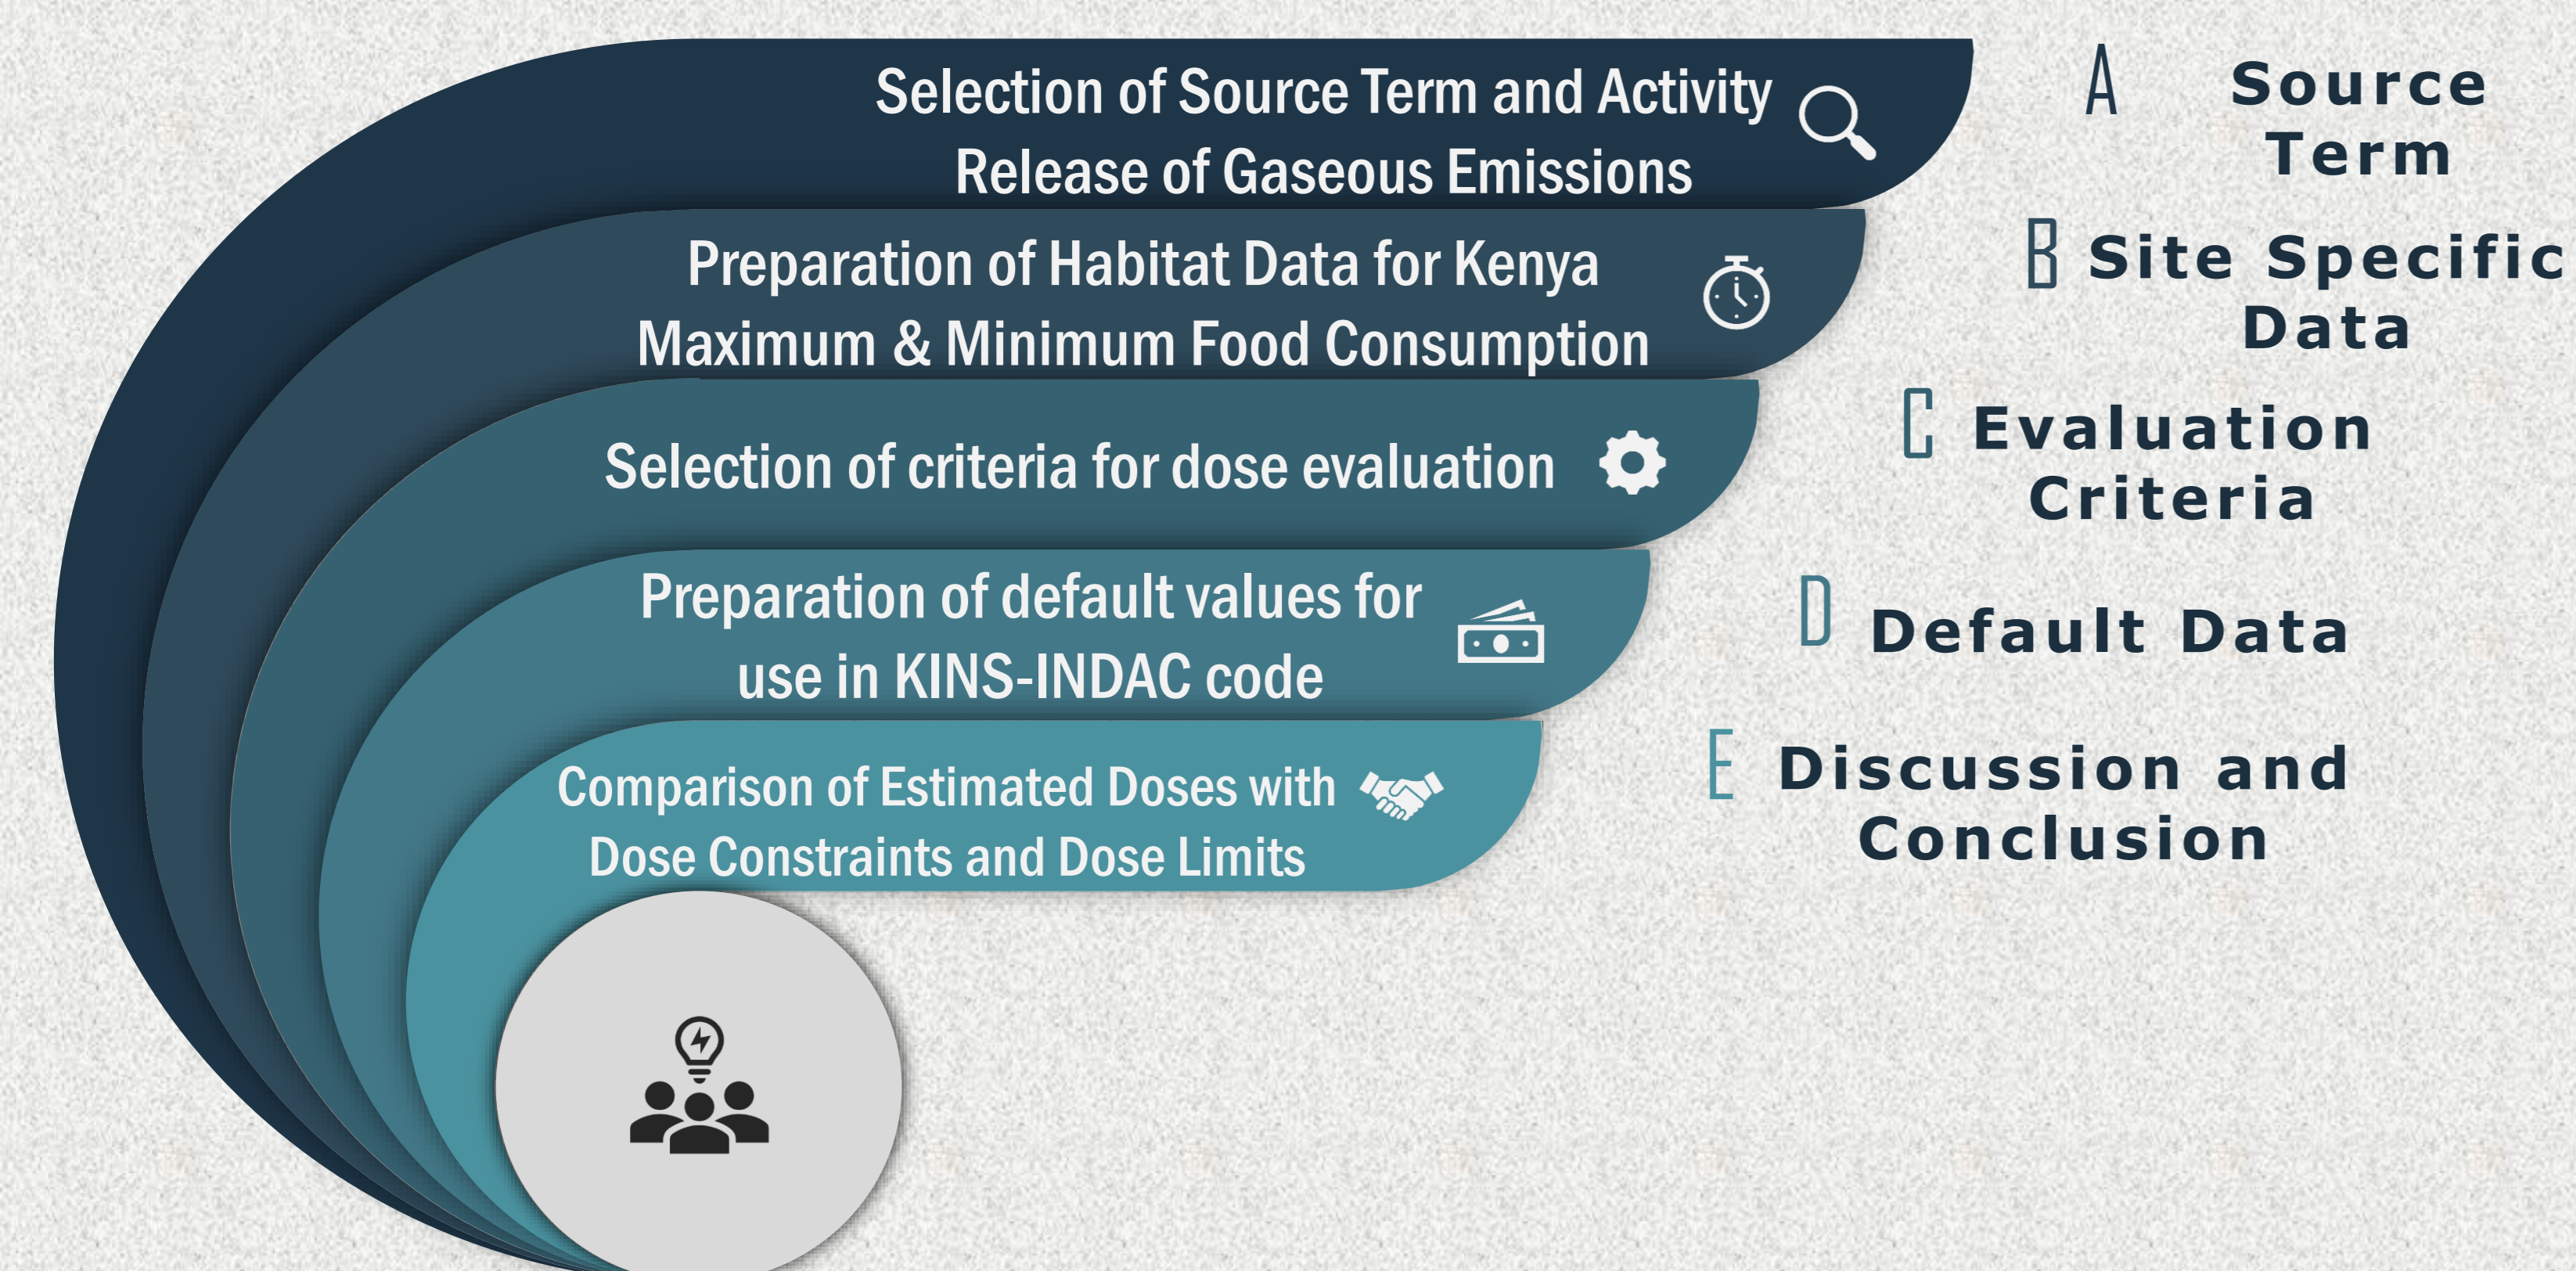 Selection of Source Term and Activity
Release of Gaseous Emissions
A
Source
Term
Preparation of Habitat Data for Kenya
Maximum & Minimum Food Consumption
B
Site Specific
Data
Selection of criteria for dose evaluation
C
Evaluation
Criteria
Preparation of default values for
use in KINS-INDAC code
D
Default Data
Comparison of Estimated Doses with
Dose Constraints and Dose Limits
E
Discussion and
Conclusion